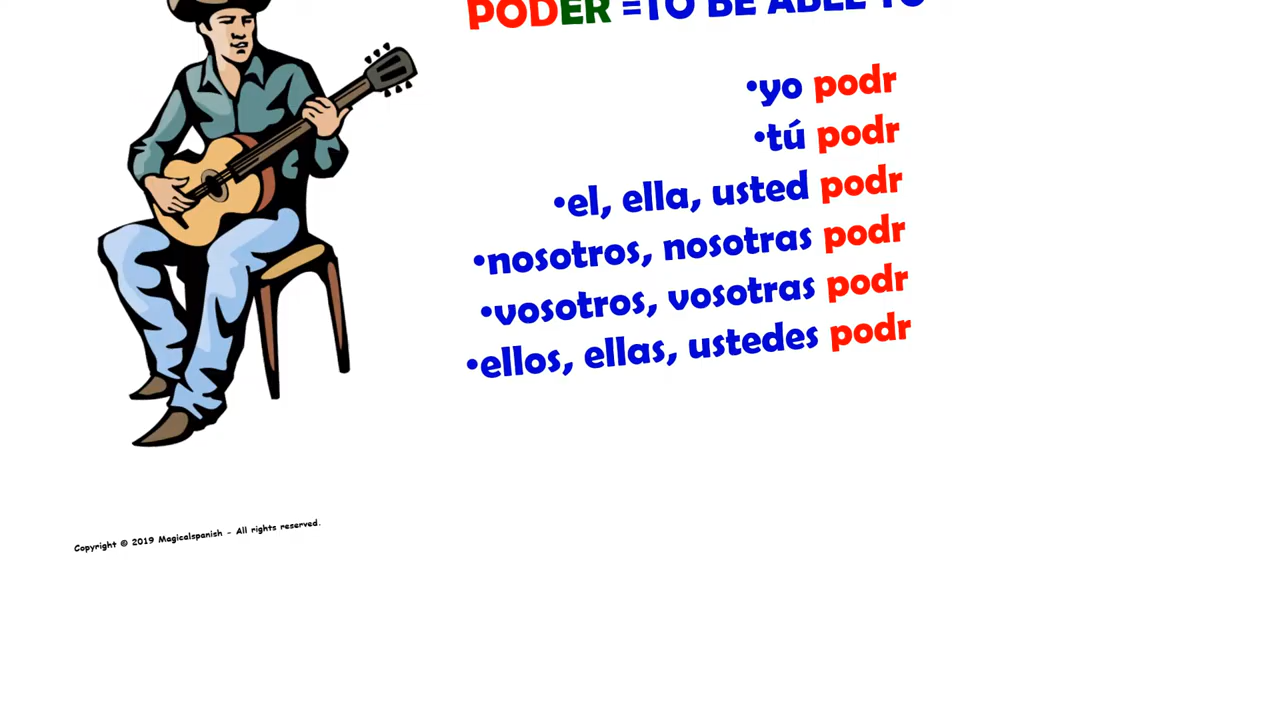 PODER =TO BE ABLE TO
•yo podr
•tú podr
•el, ella, usted podr
•nosotros, nosotras podr
•vosotros, vosotras podr
•ellos, ellas, ustedes podr
Copyright © 2019 Magicalspanish - All rights reserved.